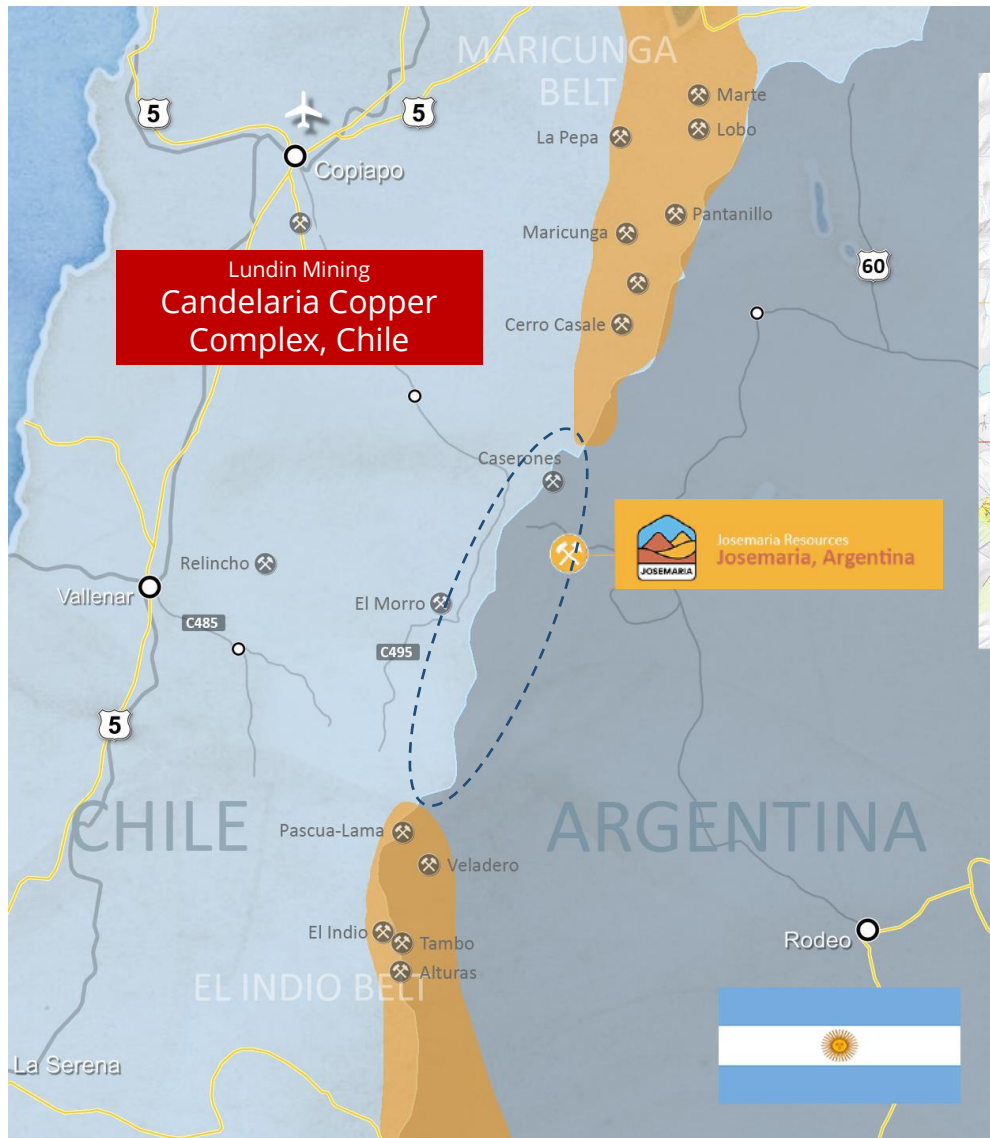 MARICUNGA
BELT
Marte
5
5
Lobo
La Pepa
Copiapo
Pantanillo
Maricunga
Lundin Mining
Candelaria Copper
Complex, Chile
60
Cerro Casale
Caserones
JOSEMARIA
Josemaria Resources
Josemaria, Argentina
Relincho
Vallenar
El Morro
C485
C495
5
CHILE
ARGENTINA
Pascua-Lama
Veladero
El Indio
Tambo
Rodeo
Alturas
EL INDIO BELT
La Serena